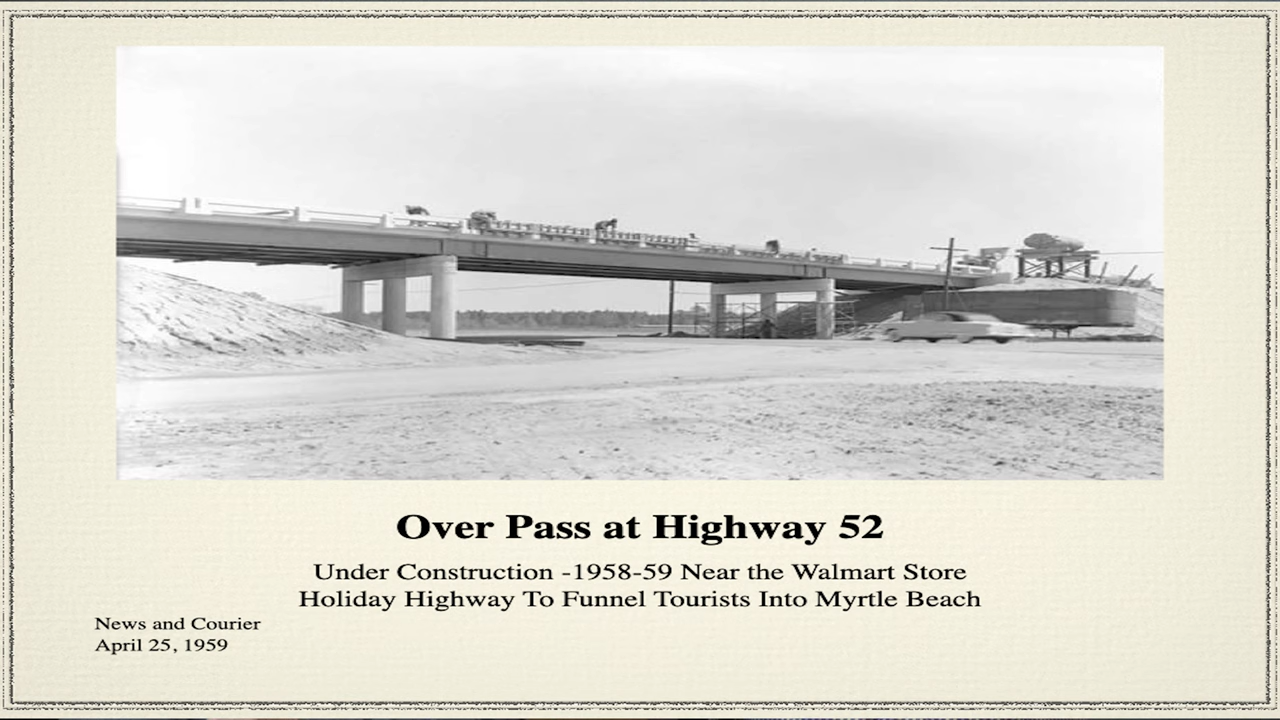 Over Pass at Highway 52
Under Construction -1958-59 Near the Walmart Store
Holiday Highway To Funnel Tourists Into Myrtle Beach
News and Courier
April 25, 1959